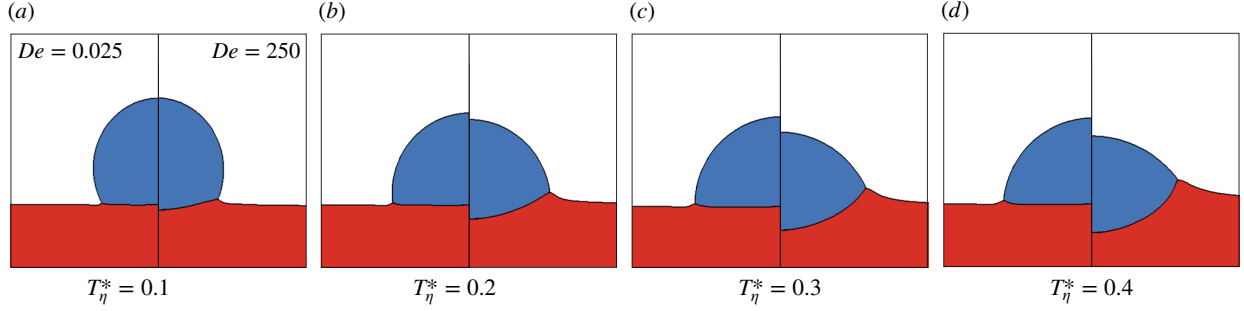 (a)
(b)
(c)
(d)
De = 0.025
De = 250
T*η = 0.1
T*η = 0.2
T*η = 0.3
T*η = 0.4